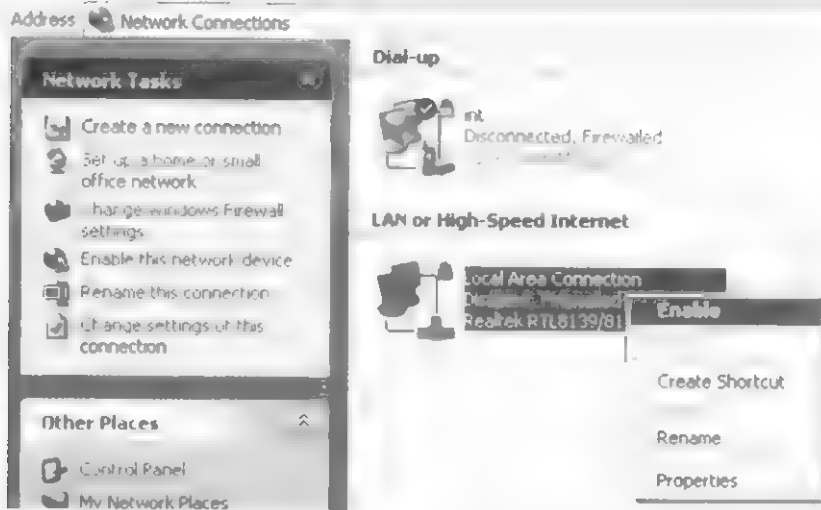 Address Network Connections
Network Tasks
Create a new connection
Set up a home or small
office network
Change windows Firewall
settings
Enable this network device
Rename this connection
Change settings of this
connection
Other Places
Control Panel
My Network Places
Dial-up
int
Disconnected, Firewalled
LAN or High-Speed Internet
Local Area Connection
Realtek RTL8139/81
Enable
Create Shortcut
Rename
Properties